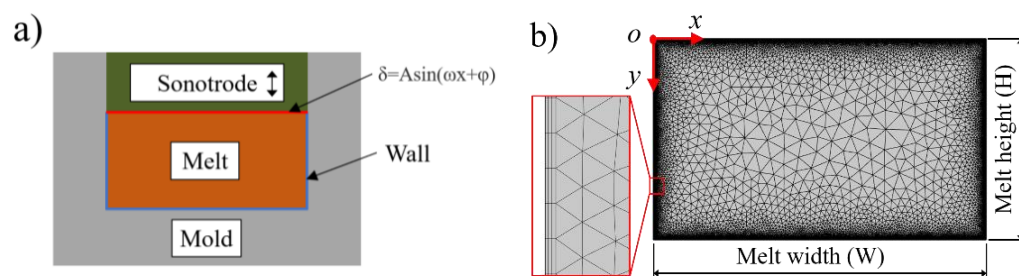 a)
Sonotrode
δ=Asin(ωx+φ)
Melt
Wall
Mold
b)
o
x
y
Melt height (H)
Melt width (W)